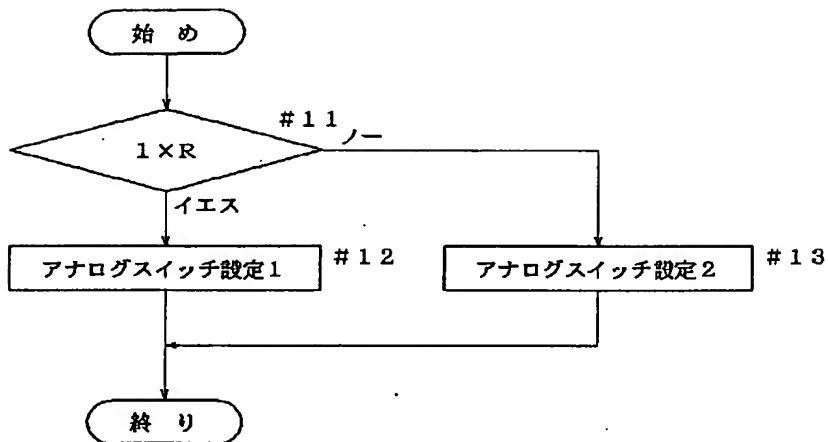 始 め
#11
ノー
1×R
イエス
アナログスイッチ設定1
#12
アナログスイッチ設定2
#13
終 り